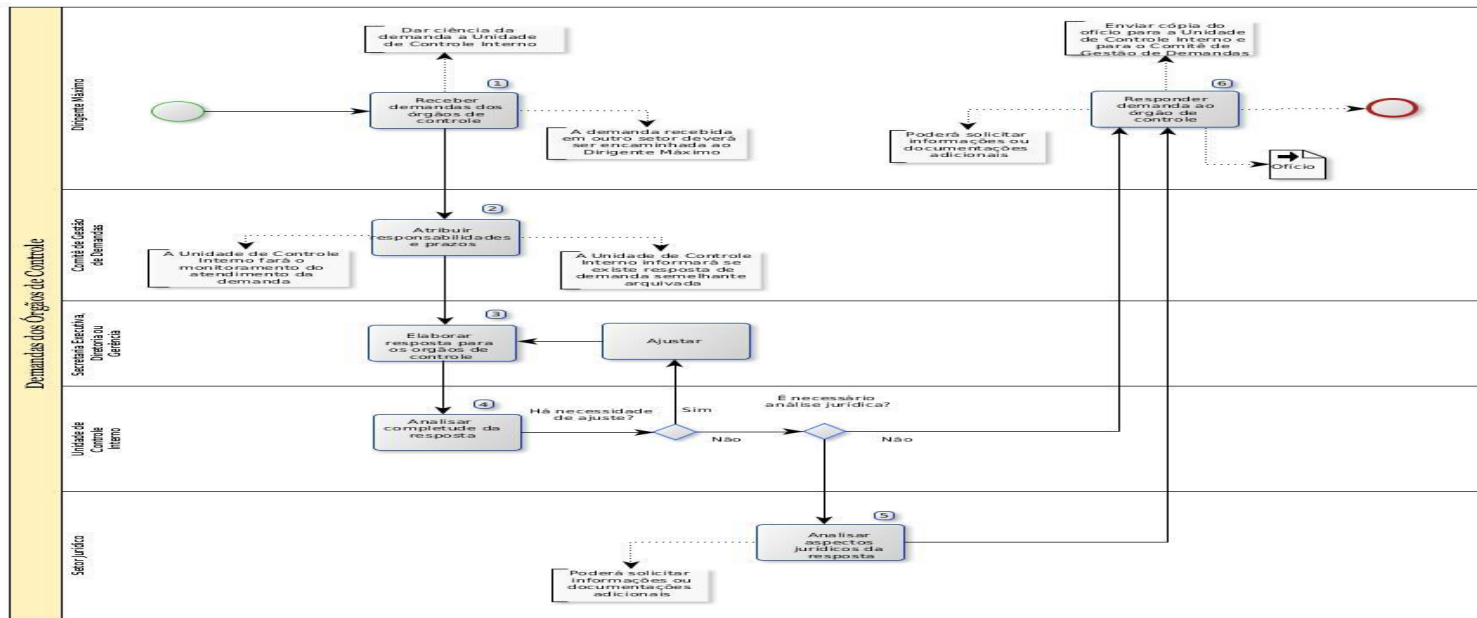 Demandas dos Órgãos de Controle
Dirigente Máximo
Dar ciência da
demanda a Unidade
de Controle Interno
1
Receber
demandas dos
órgãos de
controle
A demanda recebida
em outro setor deverá
ser encaminhada ao
Dirigente Máximo
Enviar cópia do
ofício para a Unidade
de Controle Interno e
para o Comitê de
Gestão de Demandas
6
Responder
demanda ao
órgão de
controle
Poderá solicitar
informações ou
documentações
adicionais
Ofício
Comitê de Gestão
de Demandas
2
Atribuir
responsabilidades
e prazos
A Unidade de Controle
Interno fará o
monitoramento do
atendimento da
demanda
A Unidade de Controle
Interno informará se
existe resposta de
demanda semelhante
arquivada
Secretaria Executiva,
Diretoria ou
Gerência
3
Elaborar
resposta para
os orgãos de
controle
Ajustar
Unidade de
Controle
Interno
4
Analisar
completude da
resposta
Há necessidade
de ajuste?
Sim
Não
É necessário
análise jurídica?
Não
Setor Jurídico
5
Analisar
aspectos
jurídicos da
resposta
Poderá solicitar
informações ou
documentações
adicionais